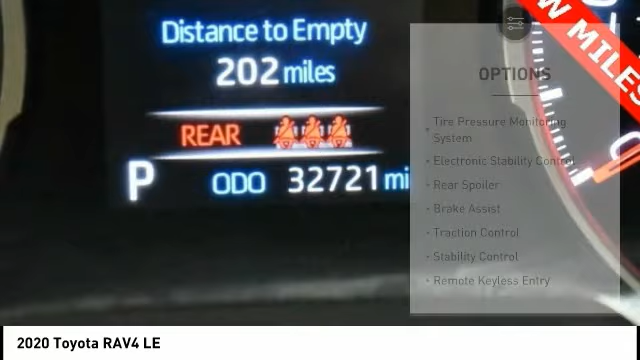 Distance to Empty
202 miles
REAR
P ODO 32721 mi
W MILES
OPTIONS
· Tire Pressure Monitoring
System
· Electronic Stability Control
· Rear Spoiler
· Brake Assist
· Traction Control
· Stability Control
· Remote Keyless Entry
2020 Toyota RAV4 LE